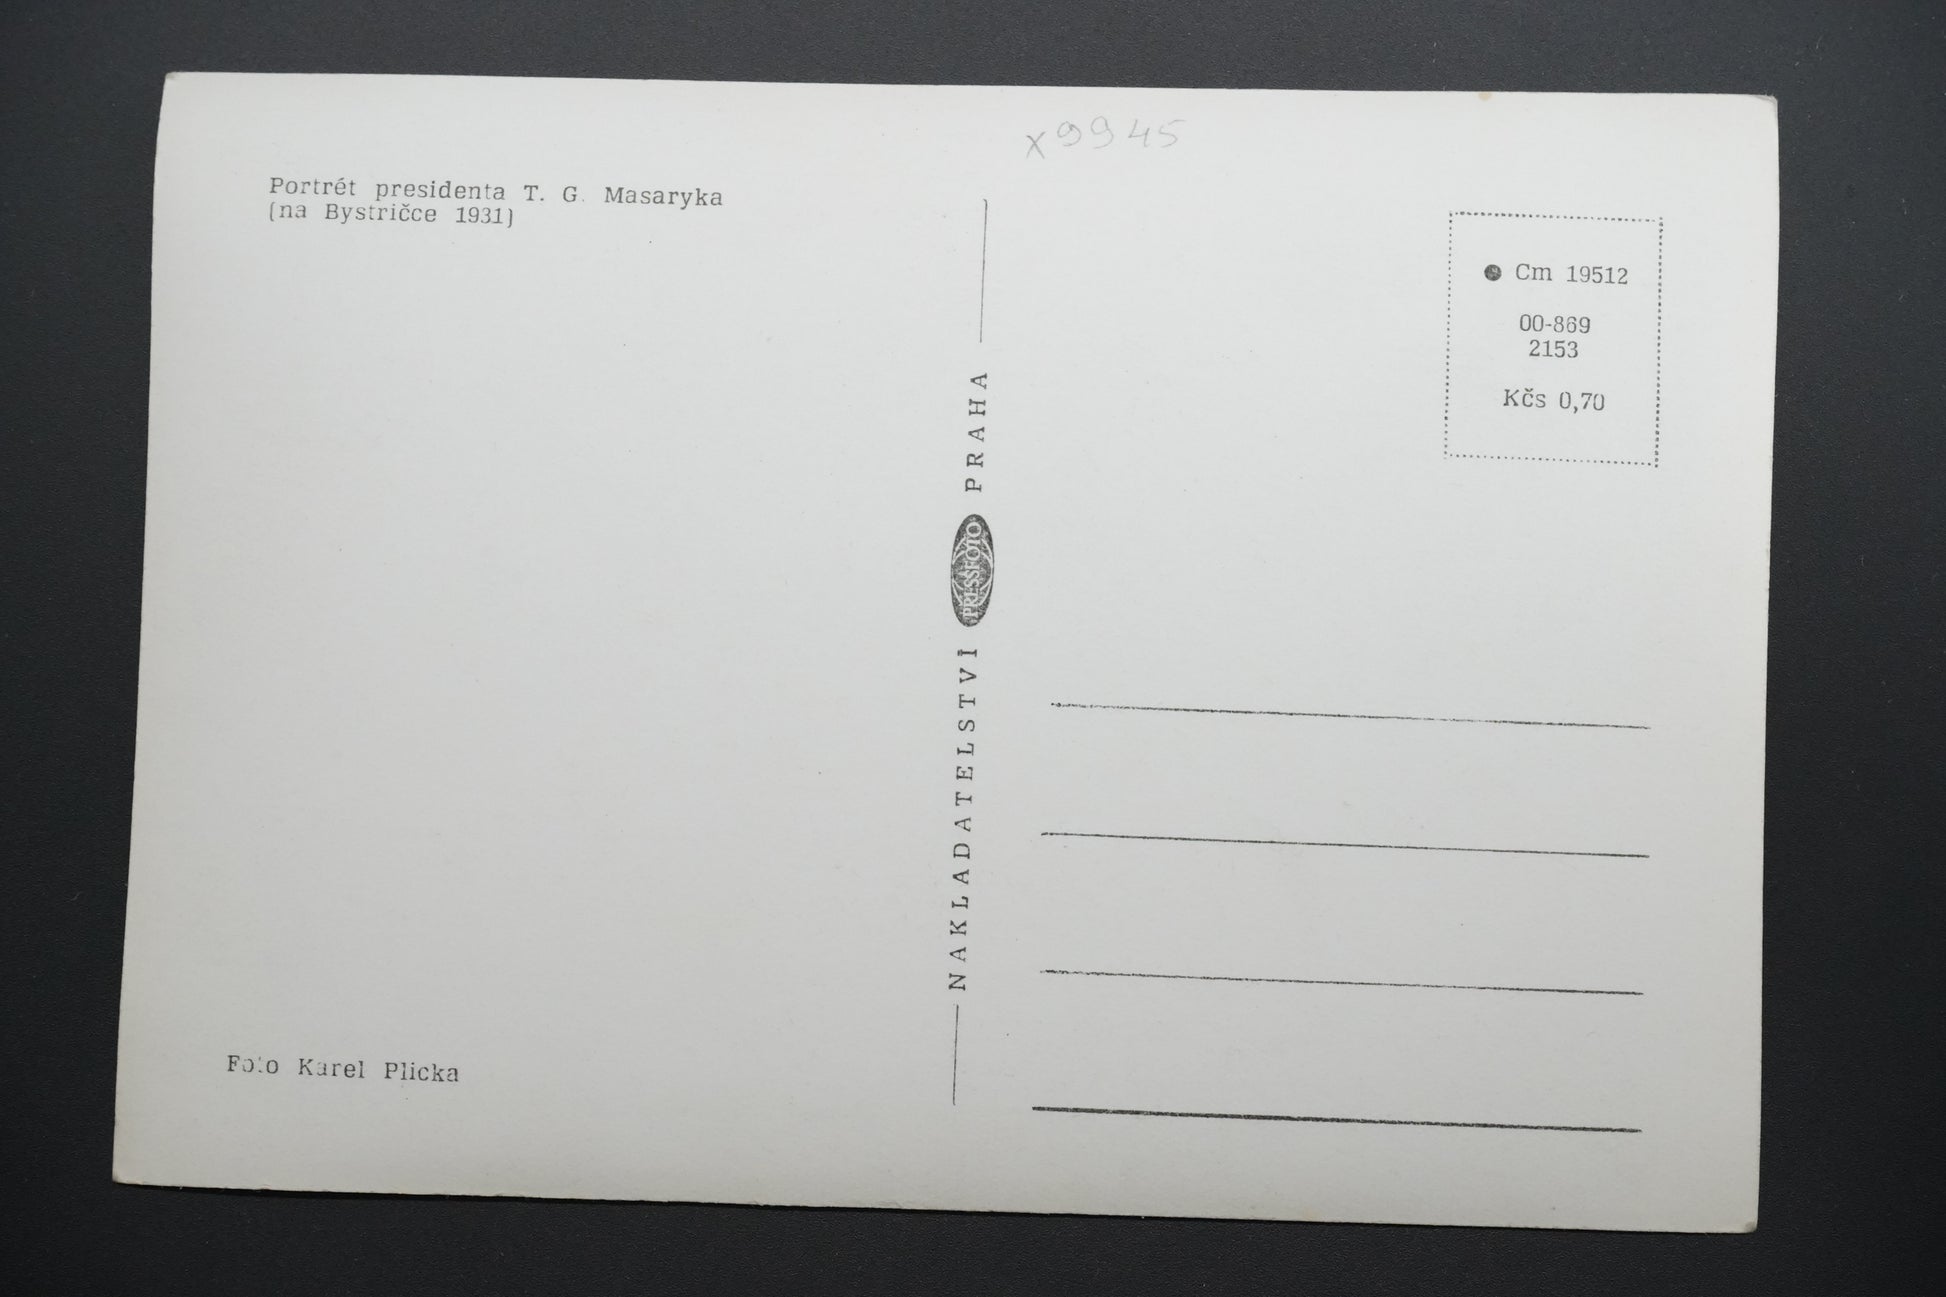 x9945
Portrét presidenta T. G. Masaryka
(na Bystričce 1931)
● Cm 19512
00-869
2153
Kčs 0,70
NAKLADATELSTVÍ PRESSFOTO PRAHA
Foto Karel Plicka